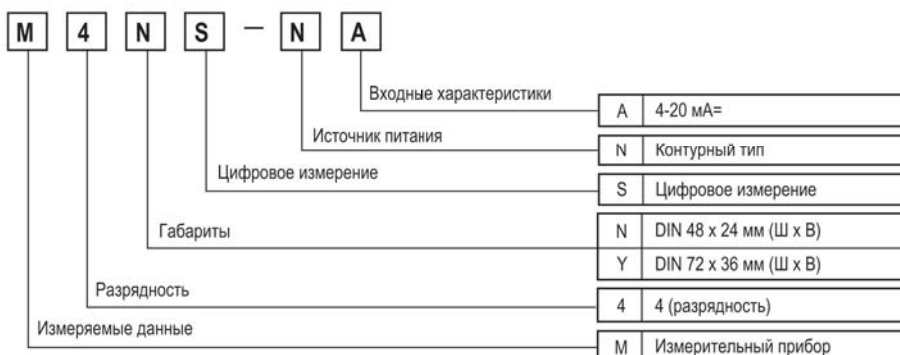 M 4 N S – N A
Входные характеристики
A 4-20 мА=
Источник питания
N Контурный тип
Цифровое измерение
S Цифровое измерение
Габариты
N DIN 48 x 24 мм (Ш x В)
Y DIN 72 x 36 мм (Ш x В)
Разрядность
4 4 (разрядность)
Измеряемые данные
M Измерительный прибор